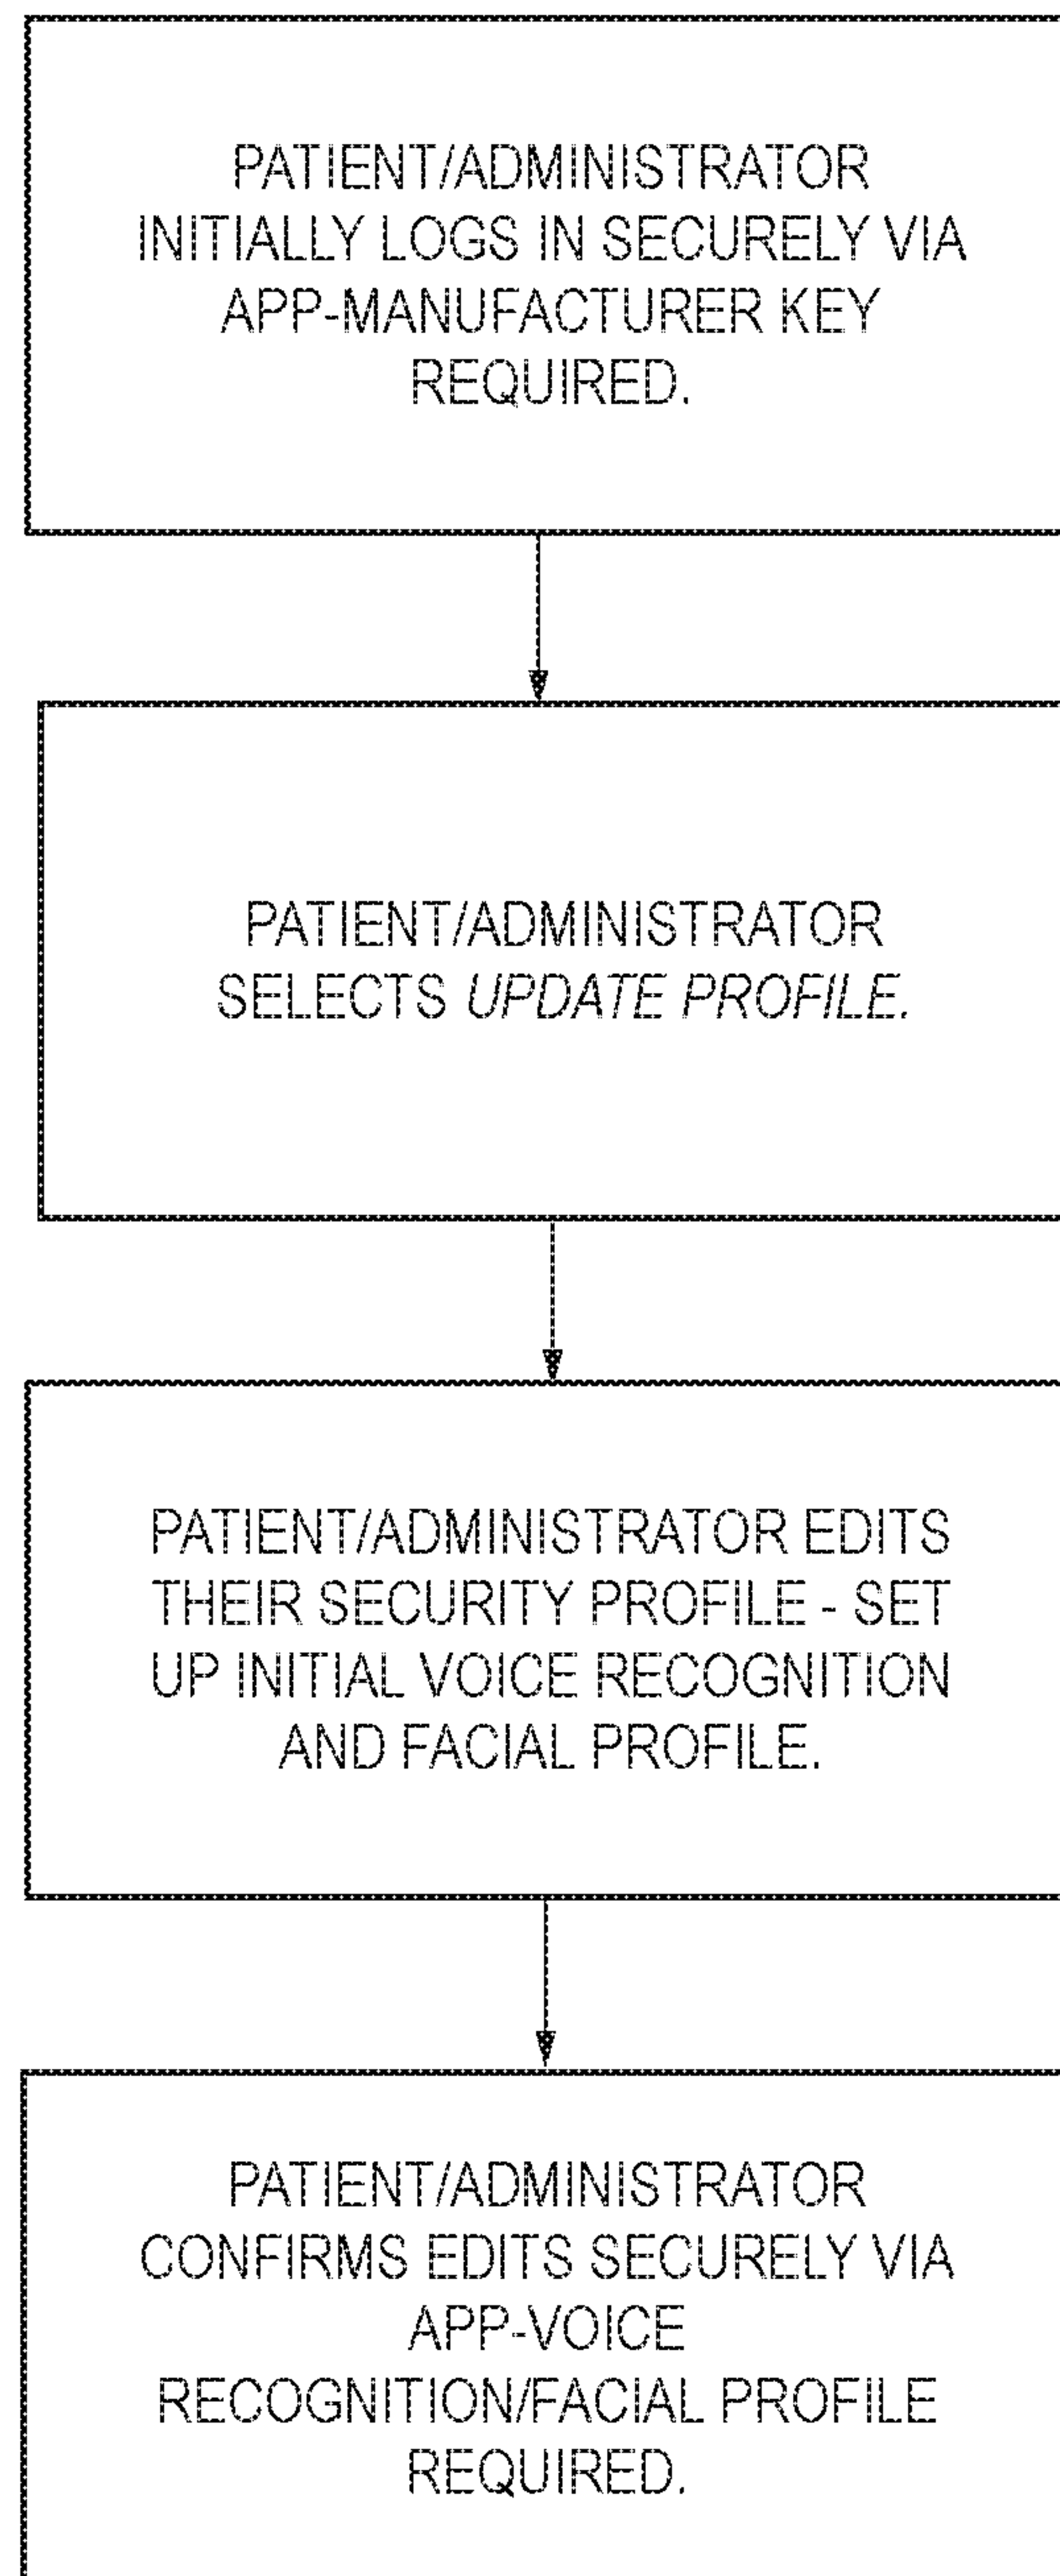 PATIENT/ADMINISTRATOR
INITIALLY LOGS IN SECURELY VIA
APP-MANUFACTURER KEY
REQUIRED.
PATIENT/ADMINISTRATOR
SELECTS UPDATE PROFILE.
PATIENT/ADMINISTRATOR EDITS
THEIR SECURITY PROFILE - SET
UP INITIAL VOICE RECOGNITION
AND FACIAL PROFILE.
PATIENT/ADMINISTRATOR
CONFIRMS EDITS SECURELY VIA
APP-VOICE
RECOGNITION/FACIAL PROFILE
REQUIRED.